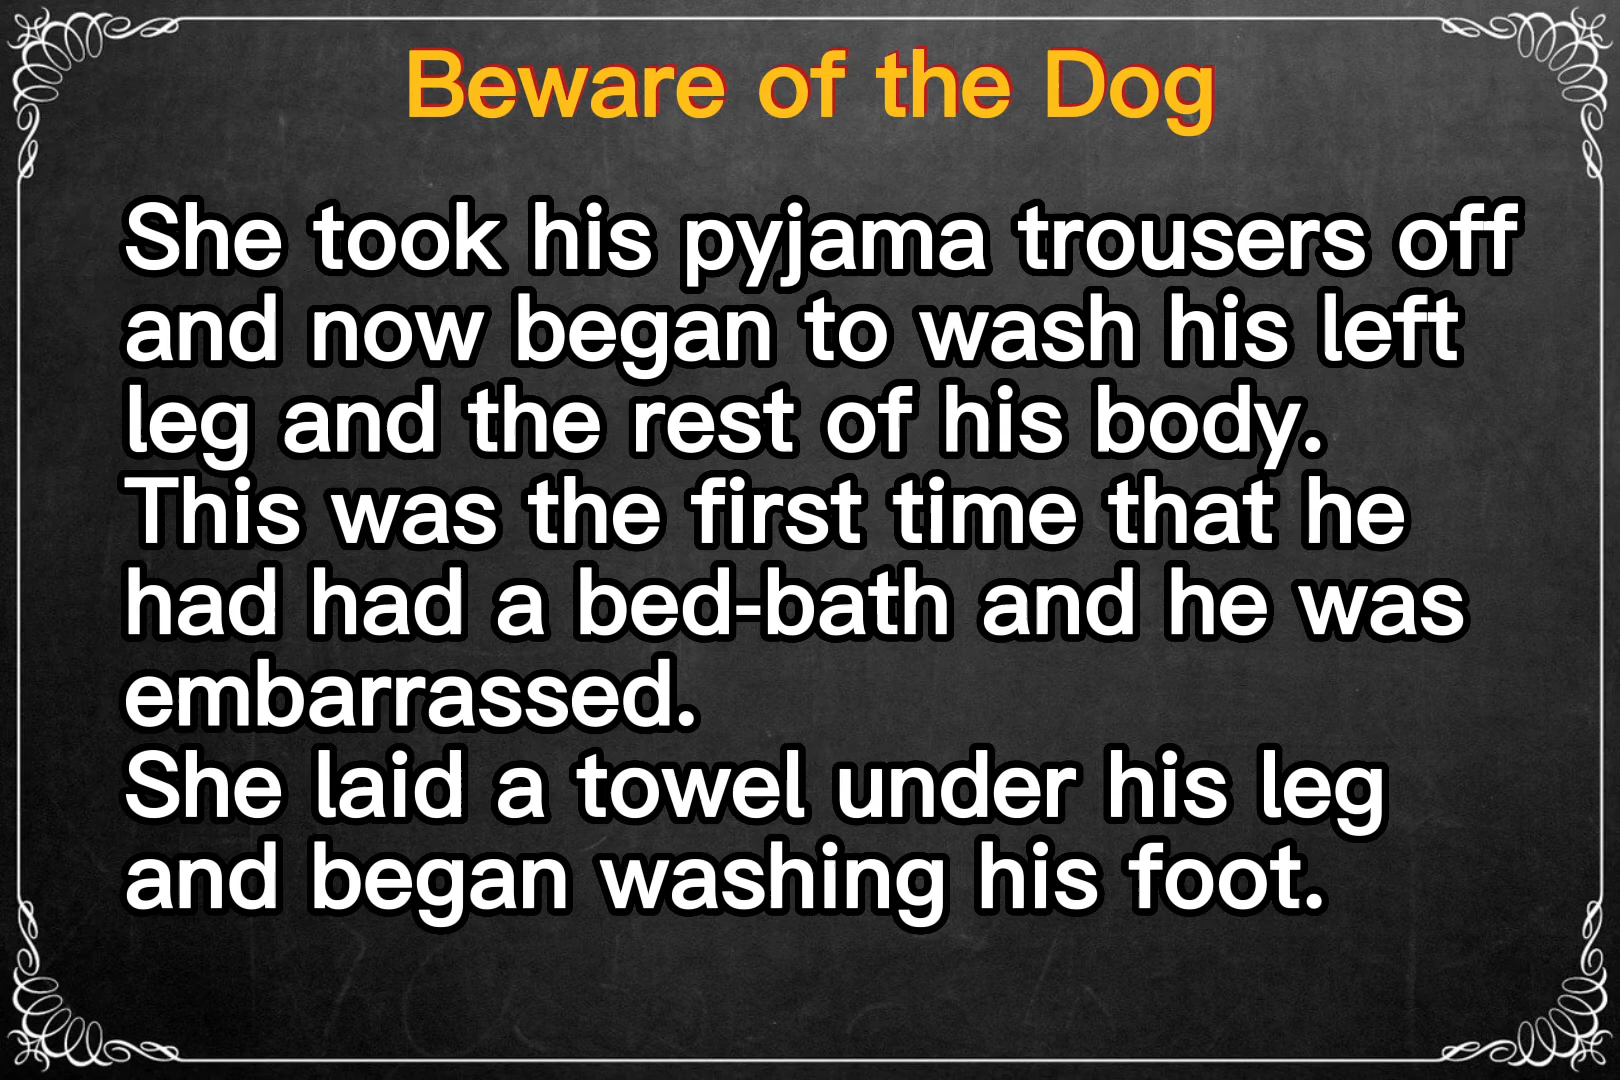 Beware of the Dog
She took his pyjama trousers off
and now began to wash his left
leg and the rest of his body.
This was the first time that he
had had a bed-bath and he was
embarrassed.
She laid a towel under his leg
and began washing his foot.